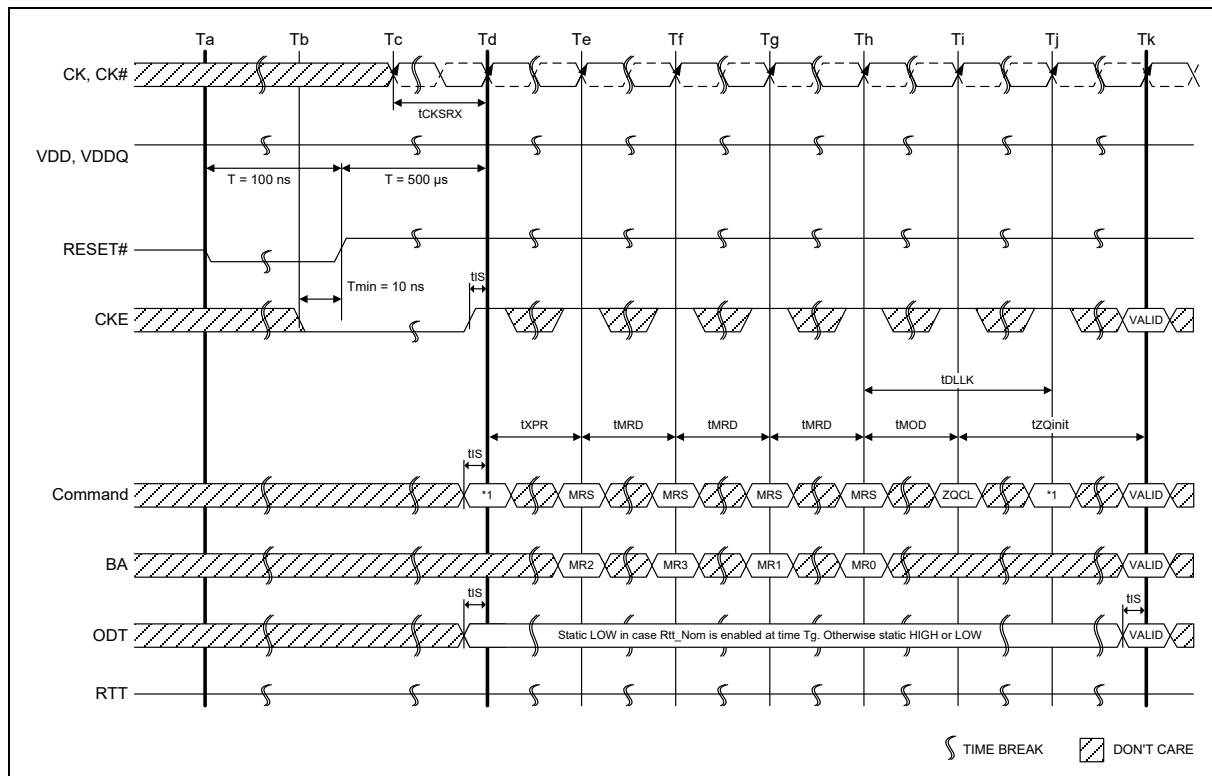 Ta Tb Tc Td Te Tf Tg Th Ti Tj Tk
CK, CK#
tCKSRX
VDD, VDDQ
T = 100 ns T = 500 µs
RESET#
Tmin = 10 ns tIS
CKE VALID
tDLLK
tXPR tMRD tMRD tMRD tMOD tZQinit
tIS
Command *1 MRS MRS MRS MRS ZQCL *1 VALID
BA MR2 MR3 MR1 MR0 VALID
tIS tIS
ODT Static LOW in case Rtt_Nom is enabled at time Tg. Otherwise static HIGH or LOW VALID
RTT
TIME BREAK DON'T CARE